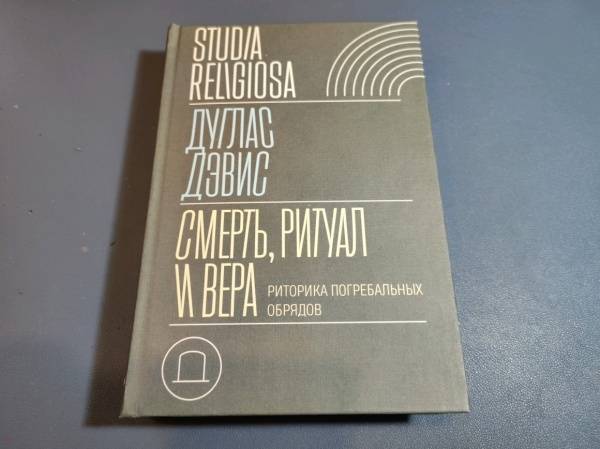 STUDIA
RELIGIOSA
ДУГЛАС
ДЭВИС
СМЕРТЬ, РИТУАЛ
И ВЕРА
РИТОРИКА ПОГРЕБАЛЬНЫХ
ОБРЯДОВ